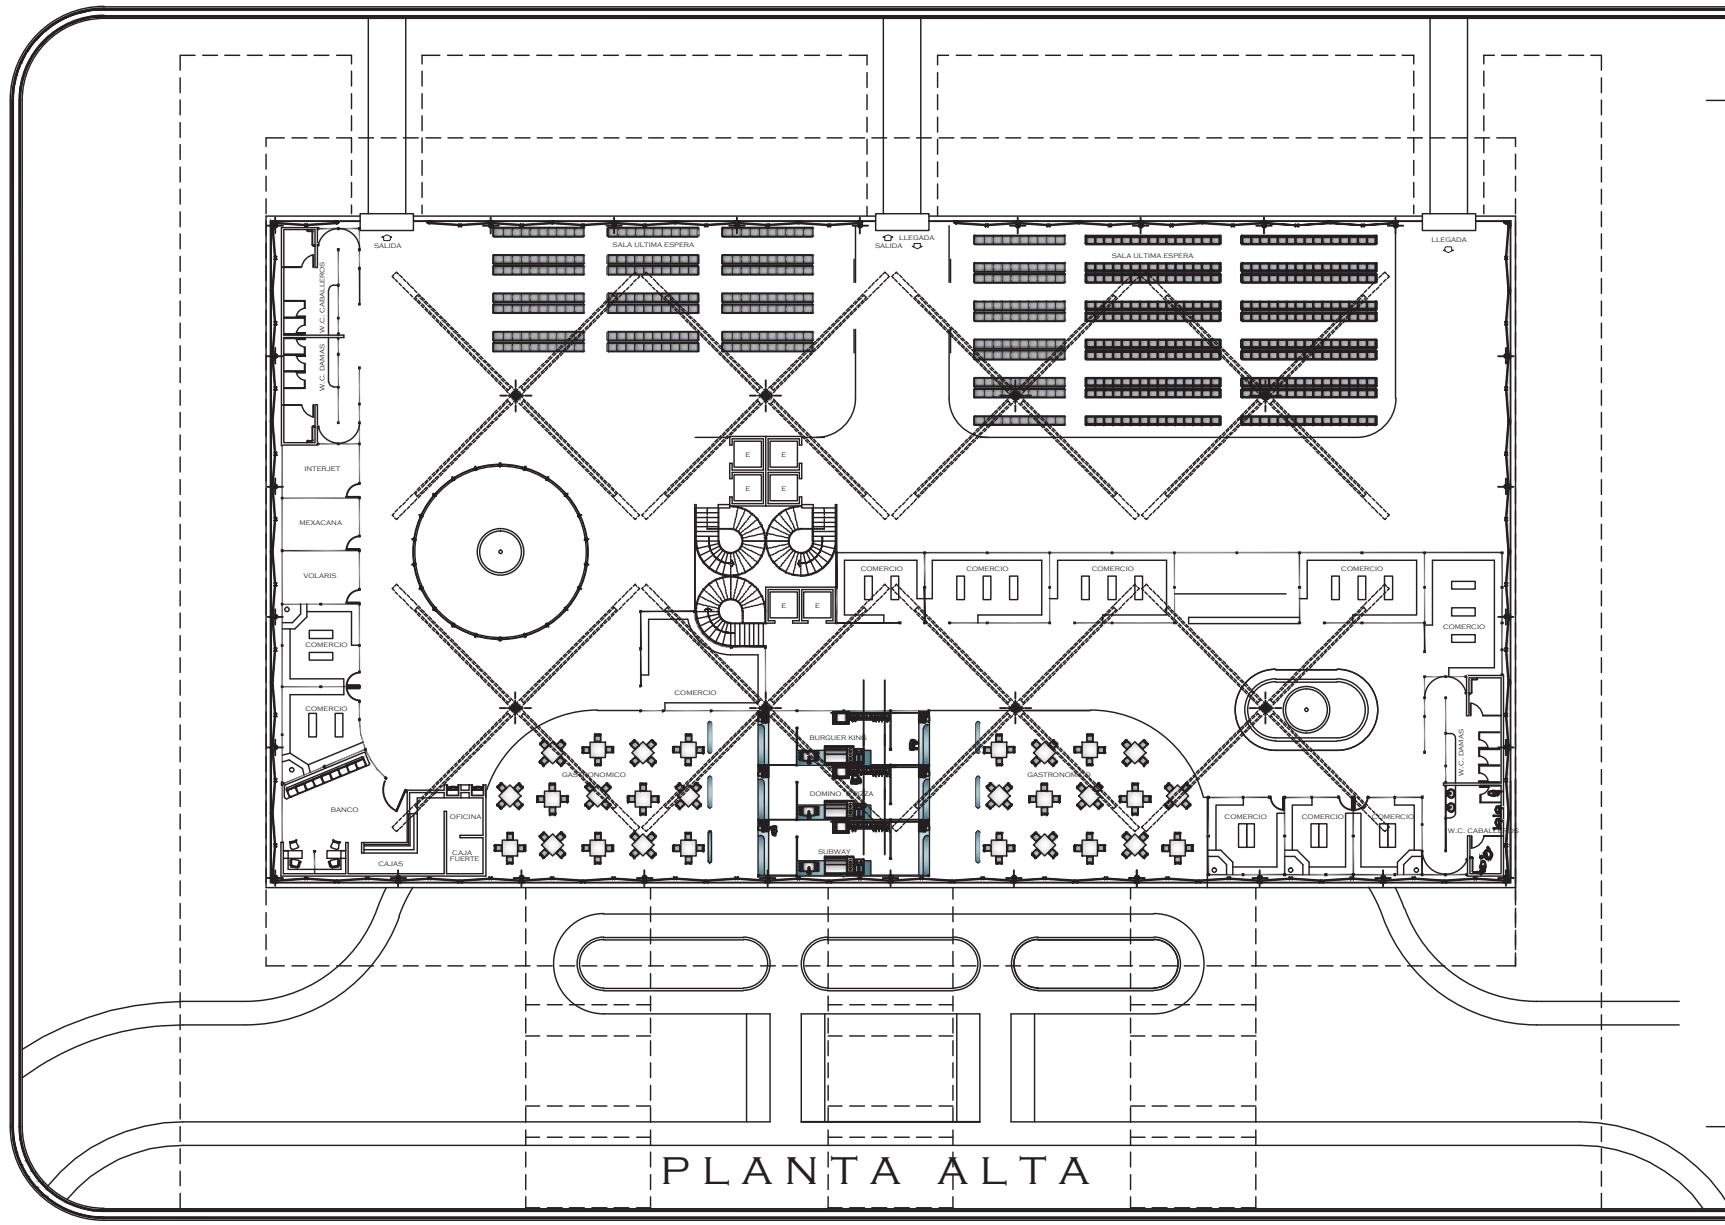 SALIDA
SALA ULTIMA ESPERA
LLEGADA
SALIDA
SALA ULTIMA ESPERA
LLEGADA
W.C. CABALLEROS
W.C. DAMAS
INTERJET
MEXACANA
VOLARIS
COMERCIO
COMERCIO
BANCO
CAJAS
OFICINA
CAJA
FUERTE
E
E
E
E
E
E
COMERCIO
COMERCIO
COMERCIO
COMERCIO
COMERCIO
COMERCIO
GASTRONOMICO
BURGUER KING
DOMINO´S PIZZA
SUBWAY
GASTRONOMICO
COMERCIO
COMERCIO
COMERCIO
W.C. DAMAS
W.C. CABALLEROS
PLANTA ALTA